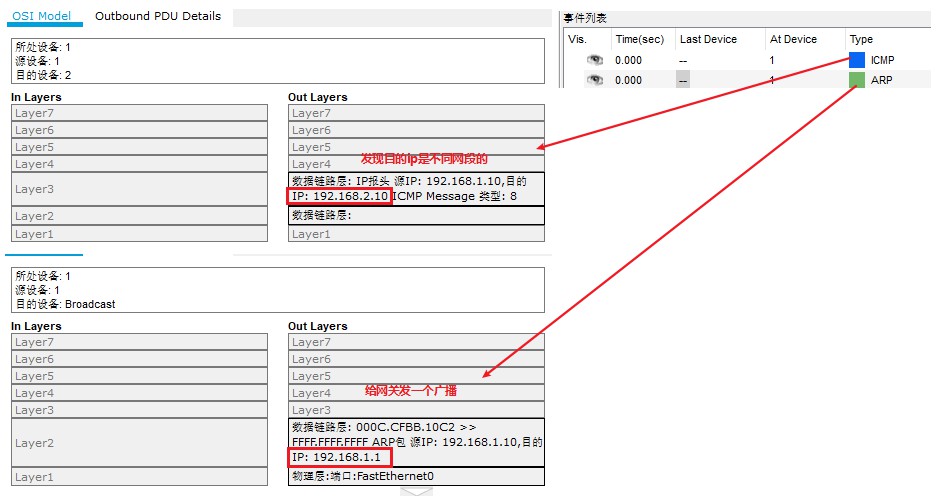 OSI Model Outbound PDU Details
所处设备: 1
源设备: 1
目的设备: 2
In Layers Out Layers
Layer7 Layer7
Layer6 Layer6
Layer5 Layer5
Layer4 Layer4
发现目的ip是不同网段的
Layer3
数据链路层: IP报头 源IP: 192.168.1.10,目的
IP: 192.168.2.10 ICMP Message 类型: 8
Layer2 数据链路层:
Layer1 Layer1
事件列表
Vis. Time(sec) Last Device At Device Type
0.000 -- 1 ICMP
0.000 -- 1 ARP
所处设备: 1
源设备: 1
目的设备: Broadcast
In Layers Out Layers
Layer7 Layer7
Layer6 Layer6
Layer5 Layer5
Layer4 Layer4
给网关发一个广播
Layer3 Layer3
Layer2
数据链路层: 000C.CFBB.10C2 >>
FFFF.FFFF.FFFF ARP包 源IP: 192.168.1.10,目的
IP: 192.168.1.1
Layer1 物理层:端口:FastEthernet0